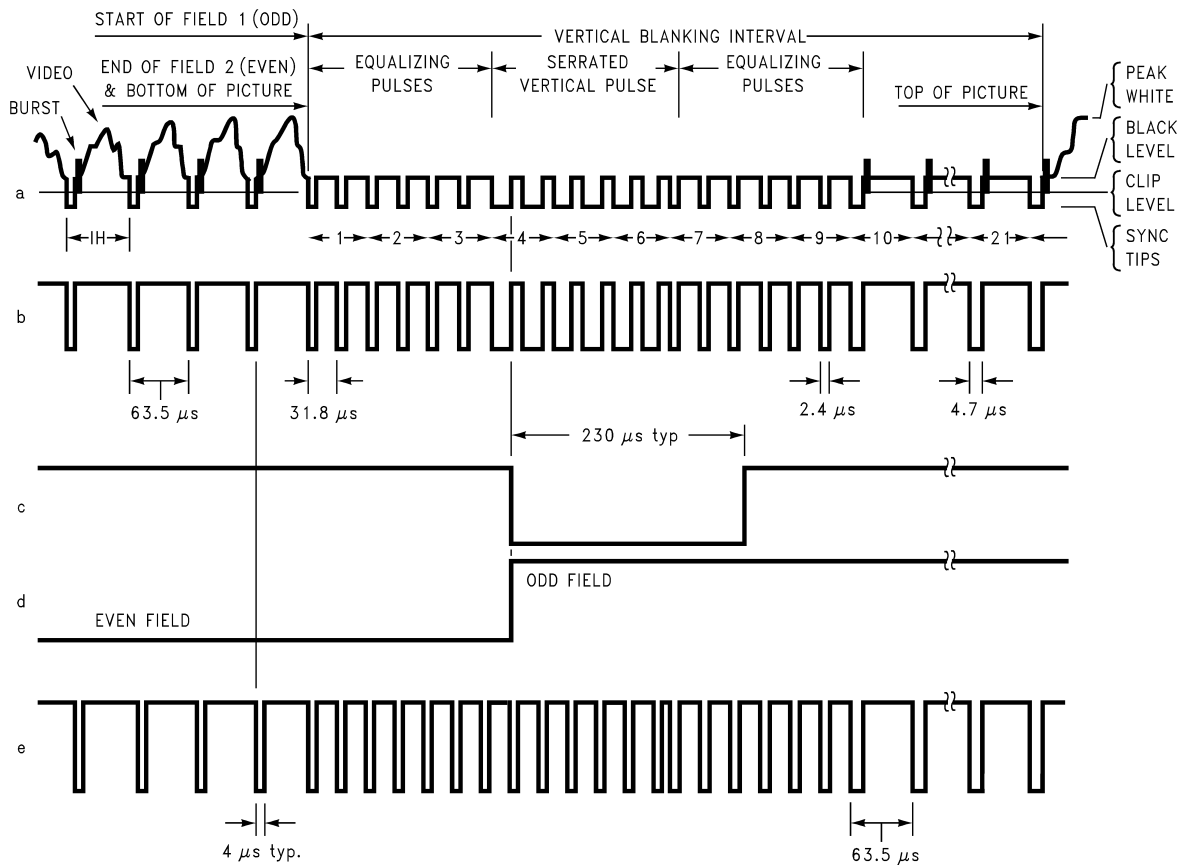 START OF FIELD 1 (ODD)
VERTICAL BLANKING INTERVAL
VIDEO
BURST
END OF FIELD 2 (EVEN)
& BOTTOM OF PICTURE
EQUALIZING
PULSES
SERRATED
VERTICAL PULSE
EQUALIZING
PULSES
TOP OF PICTURE
PEAK
WHITE
BLACK
LEVEL
CLIP
LEVEL
SYNC
TIPS
a
IH
1 2 3 4 5 6 7 8 9 10 21
b
63.5 μs
31.8 μs
2.4 μs
4.7 μs
230 μs typ
c
d
EVEN FIELD
ODD FIELD
e
4 μs typ.
63.5 μs